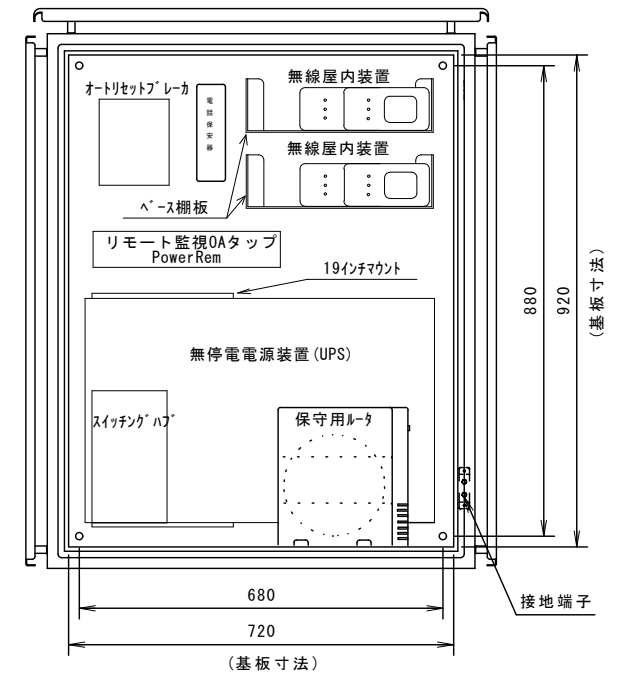 無線屋内装置
オートリセットブレーカ
電話保安器
無線屋内装置
ベース棚板
リモート監視OAタップ
PowerRem
19インチマウント
無停電電源装置(UPS)
スイッチングハブ
保守用ルータ
880
920
(基板寸法)
接地端子
680
720
(基板寸法)